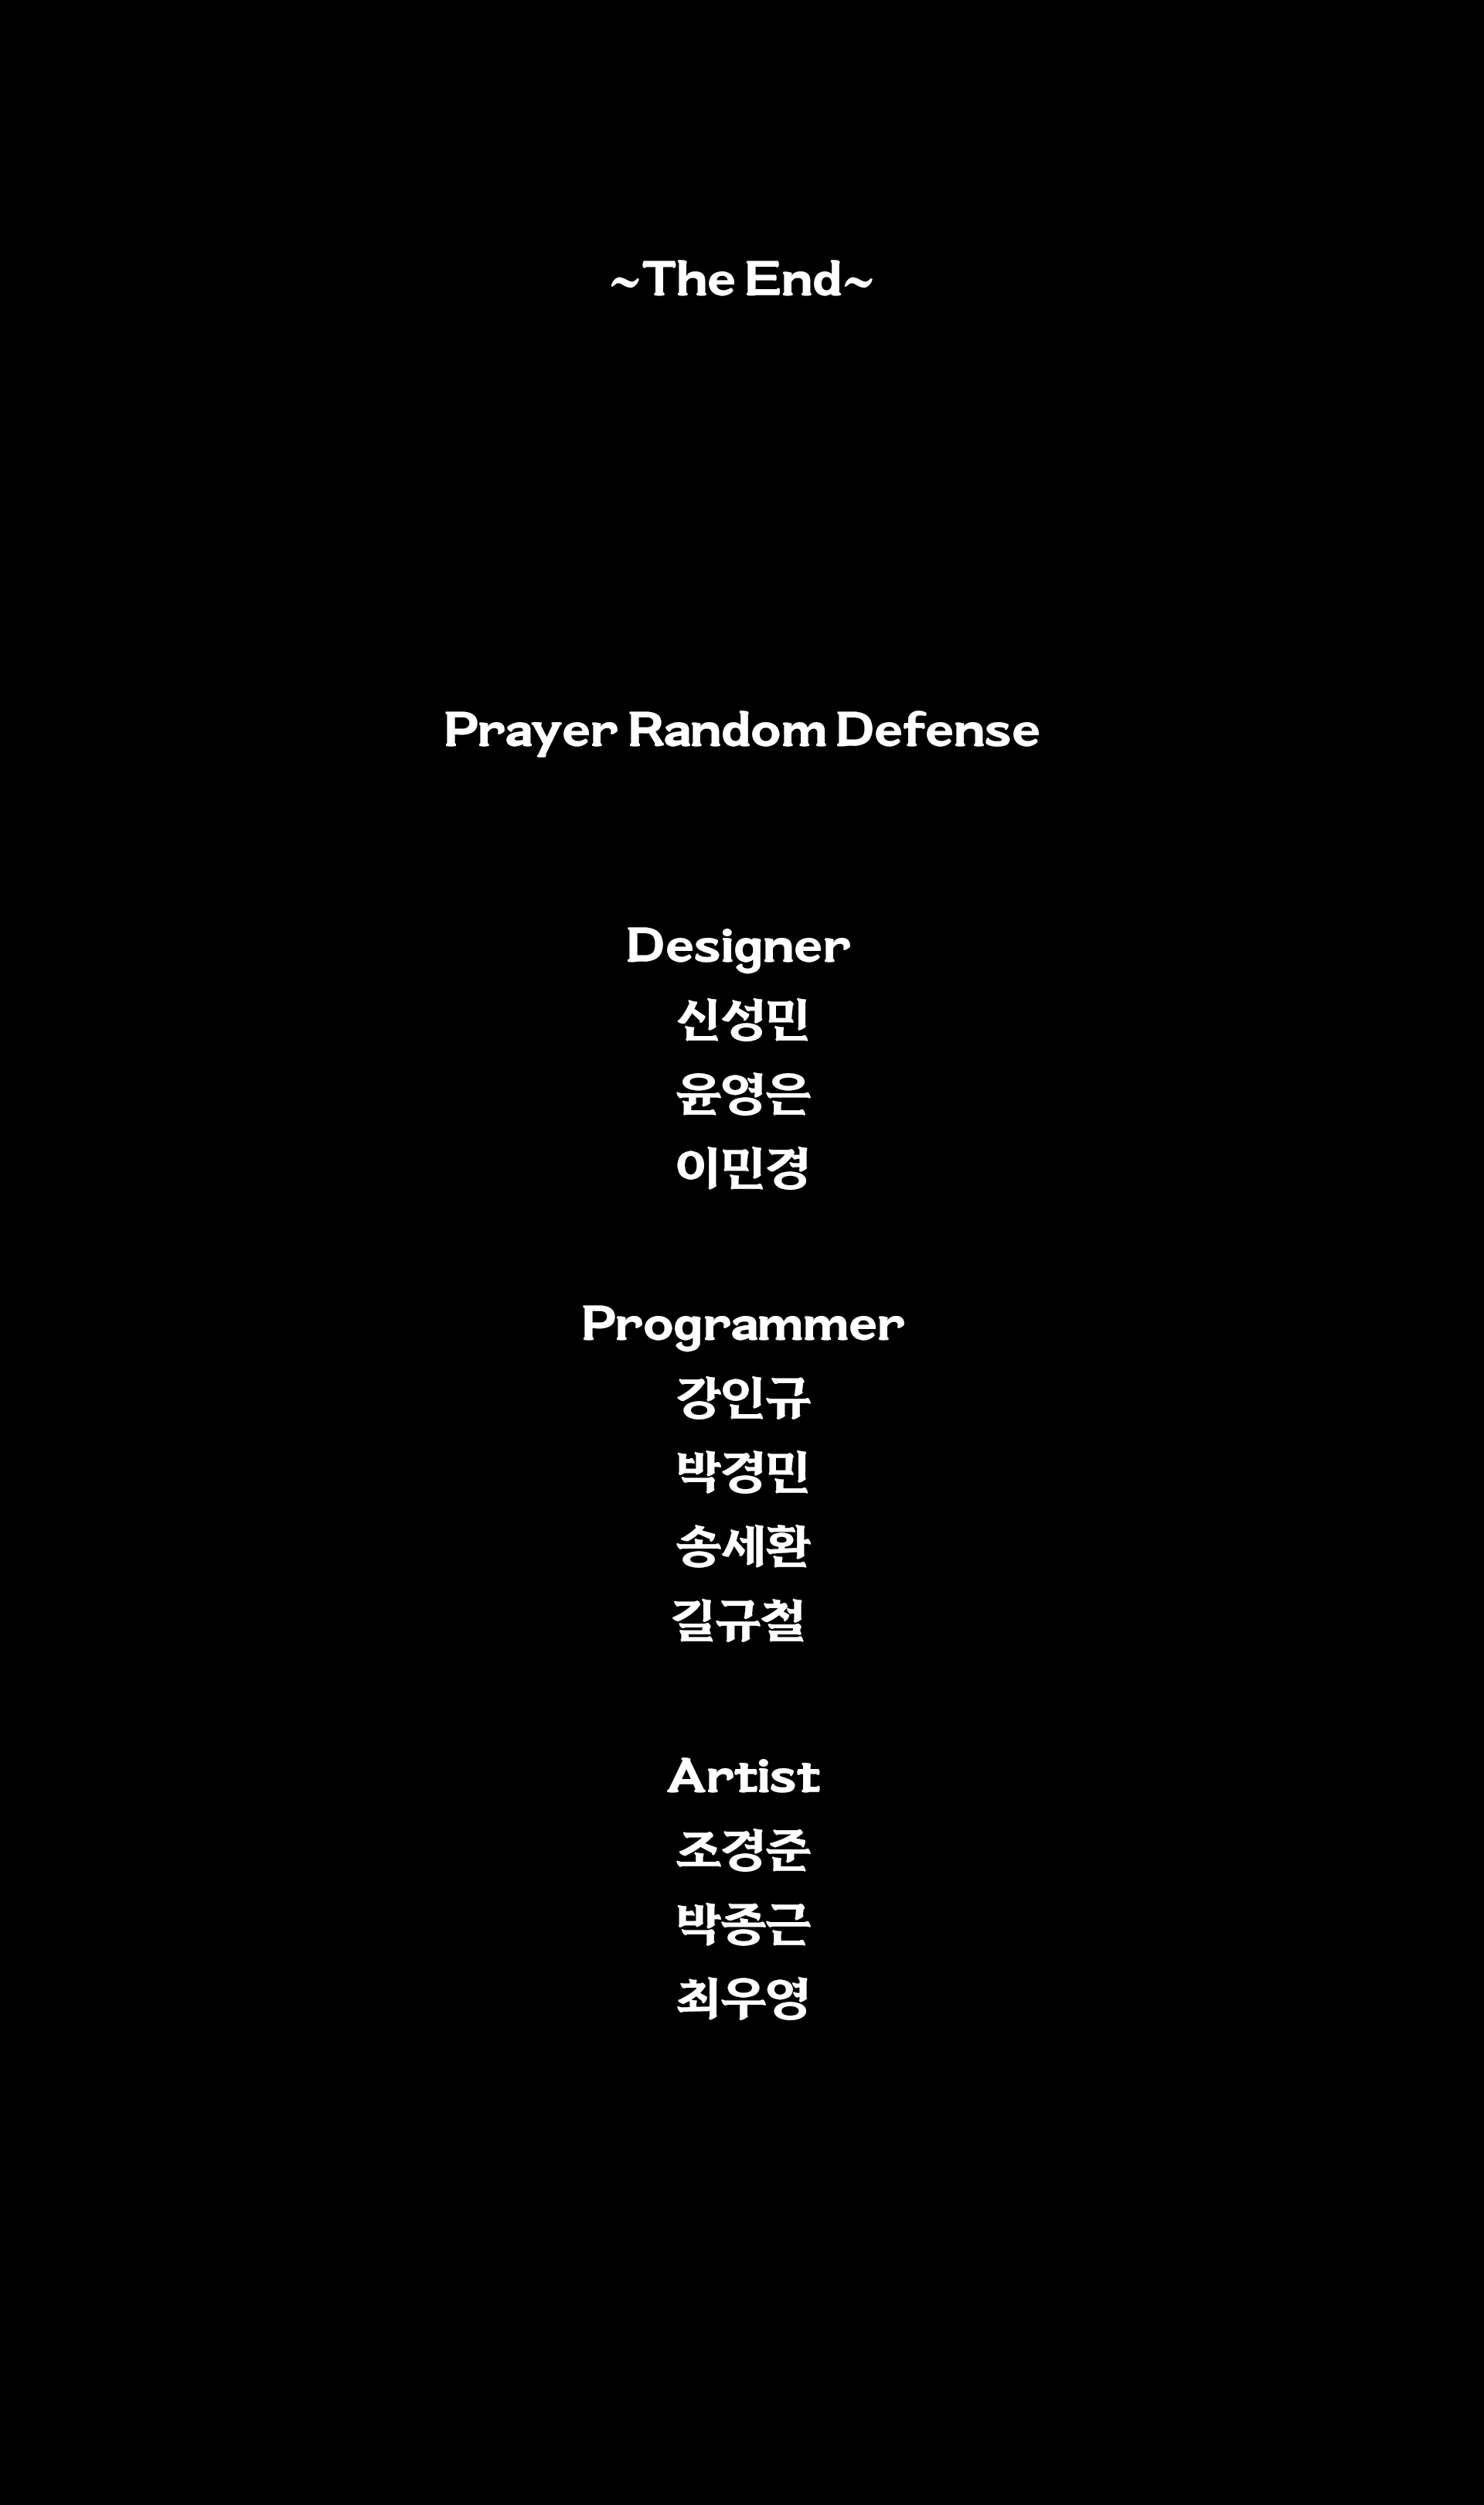 ~The End~
Prayer Random Defense
Designer
신성민
윤영은
이민경
Programmer
강인규
박경민
송세환
길규철
Artist
조경준
박종근
최우영